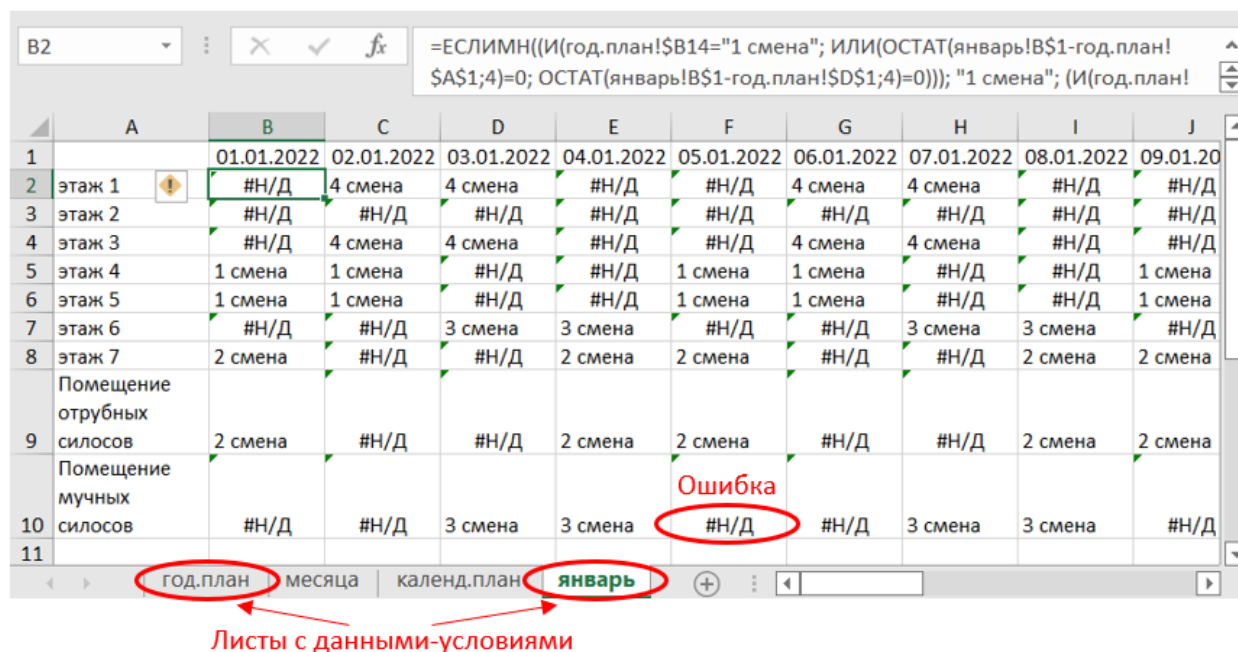 B2 fx =ЕСЛИМН((И(год.план!$B14="1 смена"; ИЛИ(ОСТАТ(январь!B$1-год.план!
$A$1;4)=0; ОСТАТ(январь!B$1-год.план!$D$1;4)=0))); "1 смена"; (И(год.план!
A B C D E F G H I J
1 01.01.2022 02.01.2022 03.01.2022 04.01.2022 05.01.2022 06.01.2022 07.01.2022 08.01.2022 09.01.20
2 этаж 1 #Н/Д 4 смена 4 смена #Н/Д #Н/Д 4 смена 4 смена #Н/Д #Н/Д
3 этаж 2 #Н/Д #Н/Д #Н/Д #Н/Д #Н/Д #Н/Д #Н/Д #Н/Д #Н/Д
4 этаж 3 #Н/Д 4 смена 4 смена #Н/Д #Н/Д 4 смена 4 смена #Н/Д #Н/Д
5 этаж 4 1 смена 1 смена #Н/Д #Н/Д 1 смена 1 смена #Н/Д #Н/Д 1 смена
6 этаж 5 1 смена 1 смена #Н/Д #Н/Д 1 смена 1 смена #Н/Д #Н/Д 1 смена
7 этаж 6 #Н/Д #Н/Д 3 смена 3 смена #Н/Д #Н/Д 3 смена 3 смена #Н/Д
8 этаж 7 2 смена #Н/Д #Н/Д 2 смена 2 смена #Н/Д #Н/Д 2 смена 2 смена
Помещение
отрубных
9 силосов 2 смена #Н/Д #Н/Д 2 смена 2 смена #Н/Д #Н/Д 2 смена 2 смена
Помещение
мучных
Ошибка
10 силосов #Н/Д #Н/Д 3 смена 3 смена #Н/Д #Н/Д 3 смена 3 смена #Н/Д
11
год.план месяца календ.план январь
Листы с данными-условиями